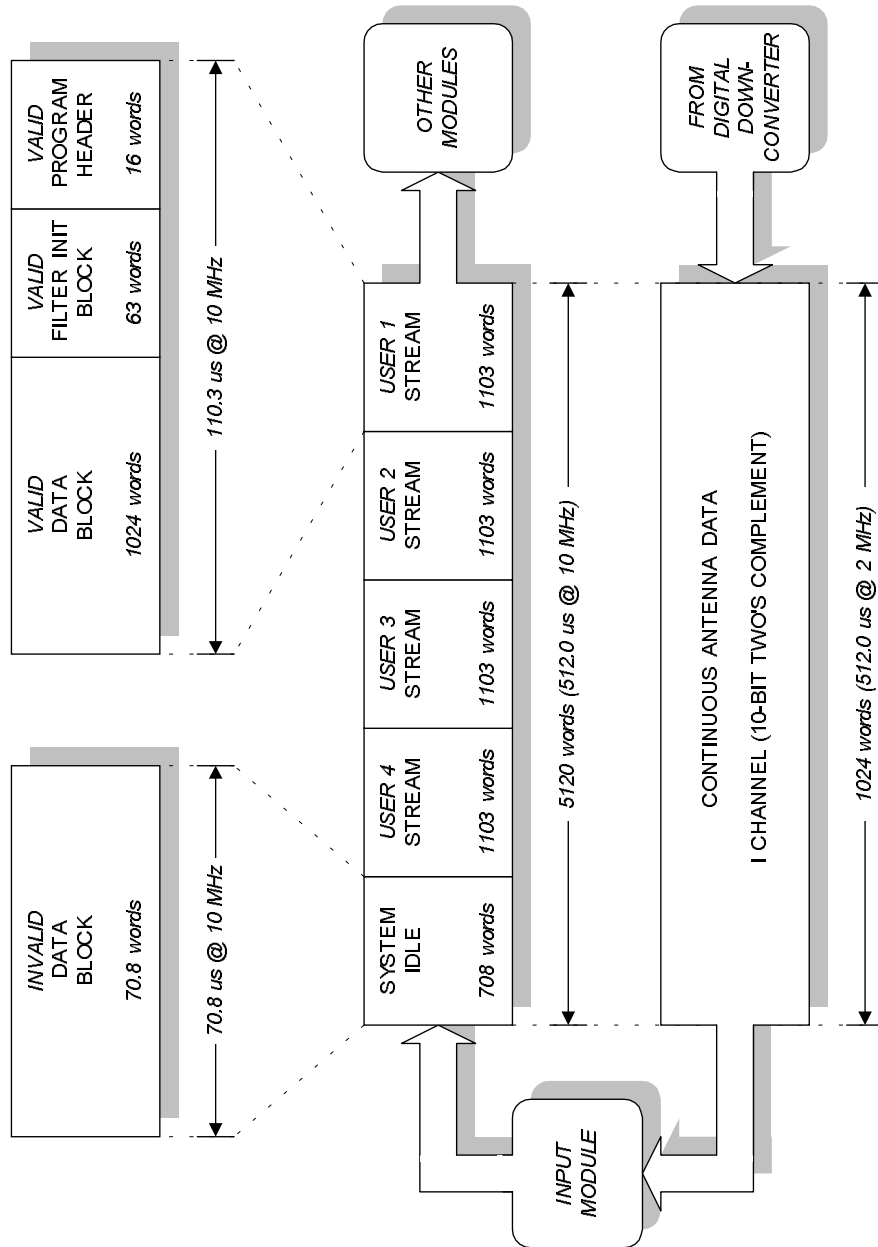 INVALID
DATA
BLOCK
70.8 words
70.8 us @ 10 MHz
VALID
DATA
BLOCK
1024 words
VALID
FILTER INIT
BLOCK
63 words
VALID
PROGRAM
HEADER
16 words
110.3 us @ 10 MHz
SYSTEM
IDLE
708 words
USER 4
STREAM
1103 words
USER 3
STREAM
1103 words
USER 2
STREAM
1103 words
USER 1
STREAM
1103 words
OTHER
MODULES
5120 words (512.0 us @ 10 MHz)
INPUT
MODULE
CONTINUOUS ANTENNA DATA
I CHANNEL (10-BIT TWO'S COMPLEMENT)
FROM
DIGITAL
DOWN-
CONVERTER
1024 words (512.0 us @ 2 MHz)